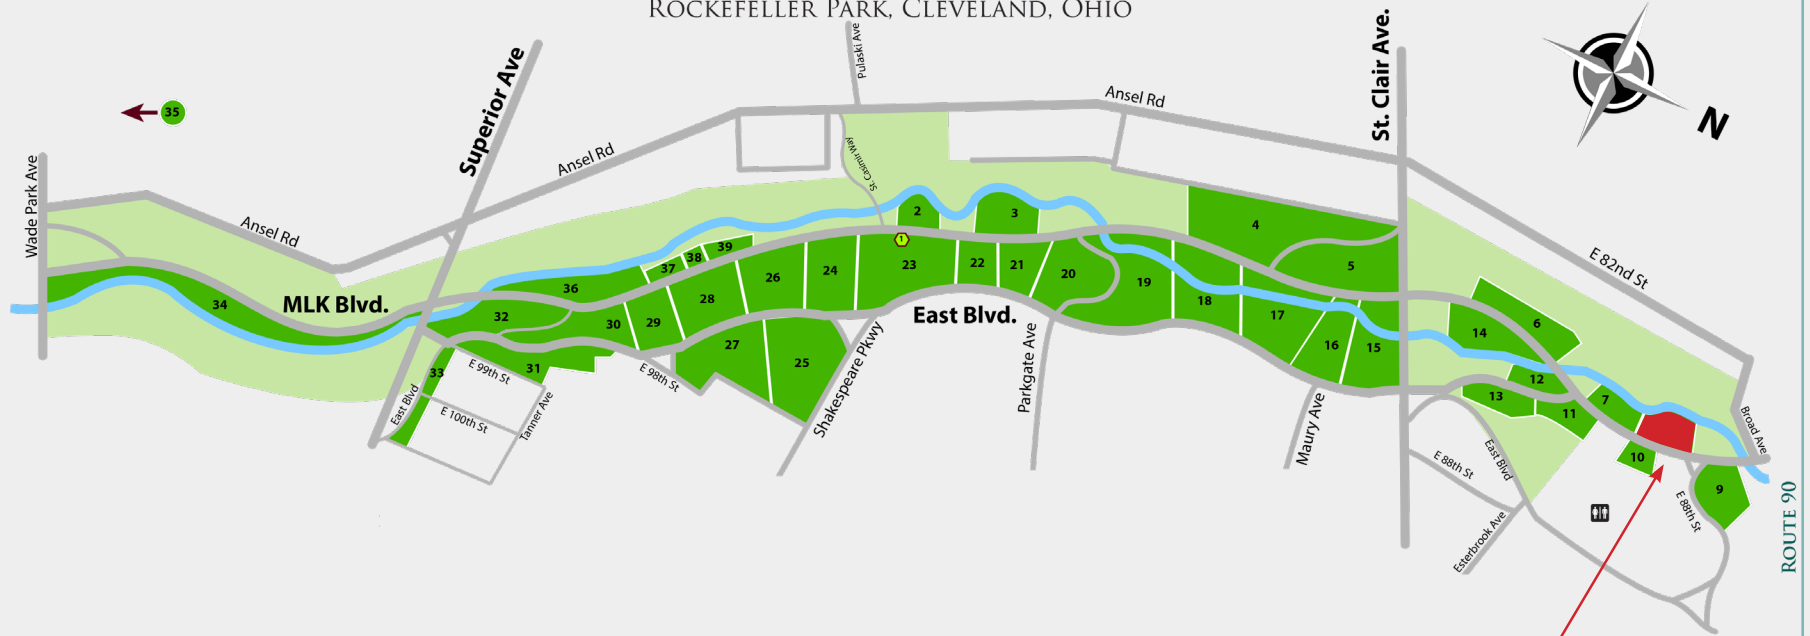 Rockefeller Park, Cleveland, Ohio
Pulaski Ave
St. Clair Ave.
Superior Ave
Ansel Rd
35
N
Ansel Rd
St. Casimir Way
Wade Park Ave
Ansel Rd
2
3
4
1
5
E 82nd St
39
38
37
36
26
24
23
22
21
20
19
18
17
28
29
30
32
34
MLK Blvd.
East Blvd.
6
14
16
15
12
13
11
7
27
25
31
33
E 99th St
E 98th St
East Blvd
E 100th St
Tanner Ave
Shakespeare Pkwy
Parkgate Ave
Maury Ave
E 88th St
East Blvd
10
9
E 88th St
Broad Ave
Esterbrook Ave
Route 90